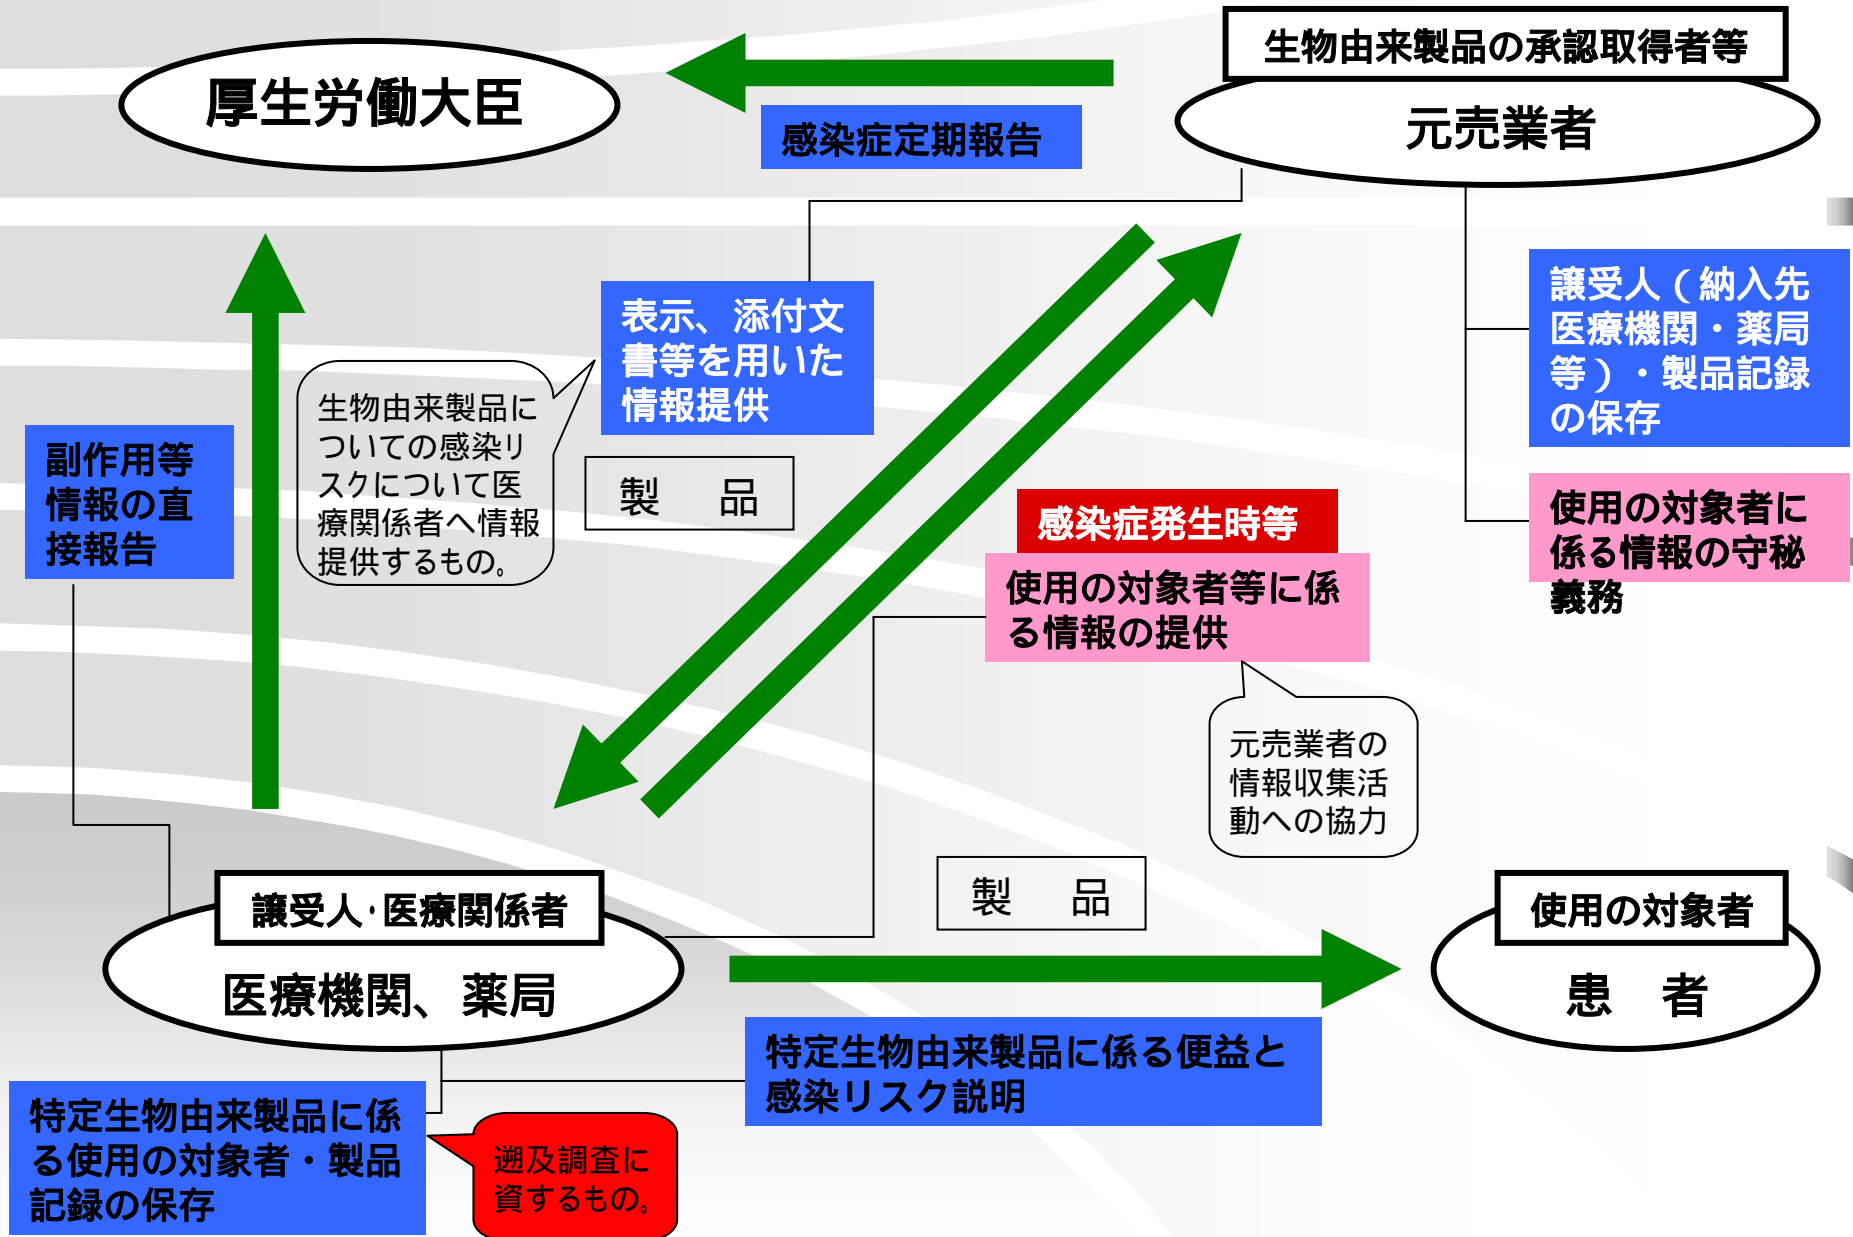 生物由来製品の承認取得者等
厚生労働大臣
元売業者
感染症定期報告
表示、添付文
書等を用いた
情報提供
譲受人（納入先
医療機関・薬局
等）・製品記録
の保存
生物由来製品に
ついての感染リ
スクについて医
療関係者へ情報
提供するもの。
副作用等
情報の直
接報告
製　品
感染症発生時等
使用の対象者等に係
る情報の提供
使用の対象者に
係る情報の守秘
義務
元売業者の
情報収集活
動への協力
製　品
譲受人・医療関係者
医療機関、薬局
使用の対象者
患　者
特定生物由来製品に係る便益と
感染リスク説明
特定生物由来製品に係
る使用の対象者・製品
記録の保存
遡及調査に
資するもの。